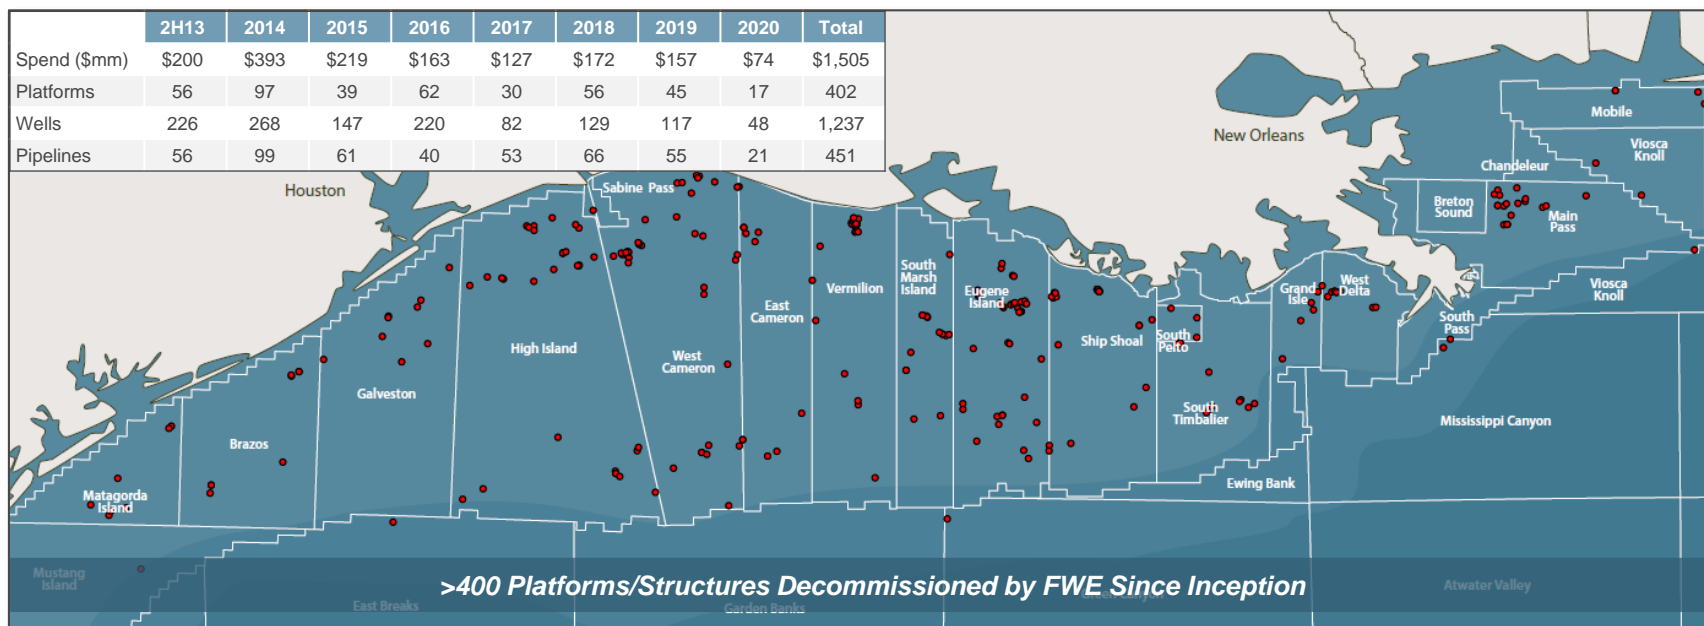 2H13 2014 2015 2016 2017 2018 2019 2020 Total
Spend ($mm) $200 $393 $219 $163 $127 $172 $157 $74 $1,505
Platforms 56 97 39 62 30 56 45 17 402
Wells 226 268 147 220 82 129 117 48 1,237
Pipelines 56 99 61 40 53 66 55 21 451
Houston
New Orleans
Sabine Pass
Mobile
Viosca
Knoll
Chandeleur
Breton
Sound
Main
Pass
Viosca
Knoll
South
Marsh
Island
Vermilion
Eugene
Island
East
Cameron
Grand
Isle
West
Delta
South
Pass
High Island
West
Cameron
Ship Shoal
South
Pelto
Galveston
South
Timbalier
Mississippi Canyon
Brazos
Ewing Bank
Matagorda
Island
Mustang
Island
>400 Platforms/Structures Decommissioned by FWE Since Inception
Atwater Valley
East Breaks
Garden Banks